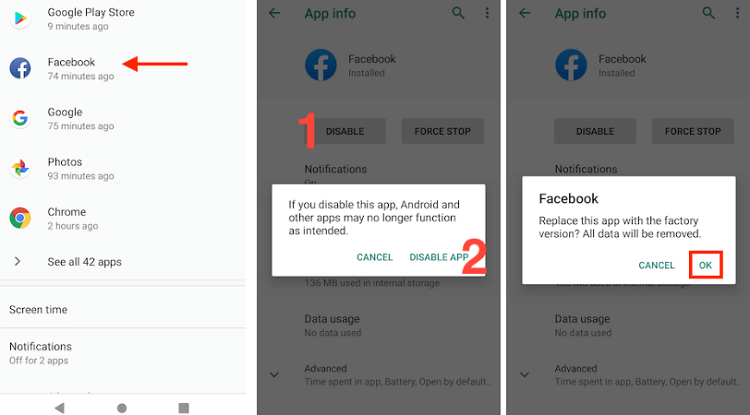 Google Play Store
9 minutes ago
Facebook
74 minutes ago
Google
75 minutes ago
Photos
93 minutes ago
Chrome
2 hours ago
See all 42 apps
Screen time
Notifications
Off for 2 apps
App info
Facebook
Installed
1
DISABLE
FORCE STOP
Notifications
On
If you disable this app, Android and
other apps may no longer function
as intended.
CANCEL
DISABLE APP
2
136 MB used in internal storage
Data usage
No data used
Advanced
Time spent in app, Battery, Open by default..
App info
Facebook
Installed
DISABLE
FORCE STOP
Notifications
Facebook
Replace this app with the factory
version? All data will be removed.
CANCEL
OK
MB used in internal storage
Data usage
No data used
Advanced
Time spent in app, Battery, Open by default..